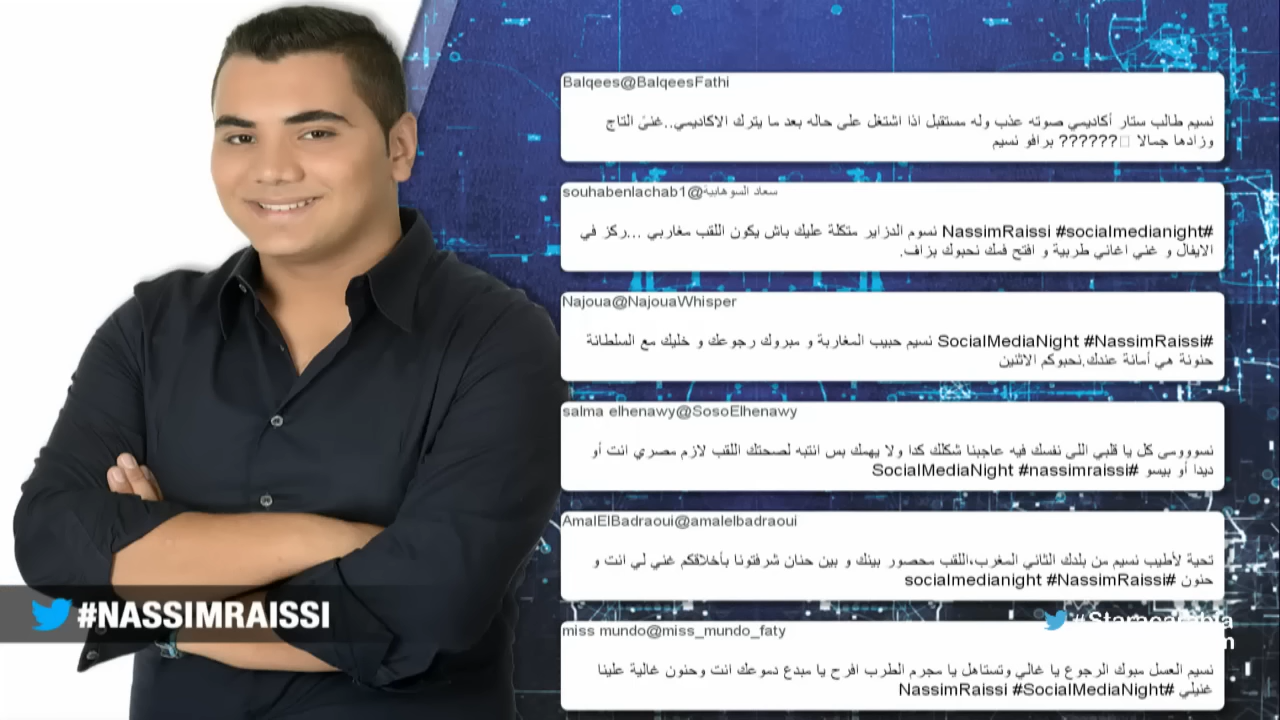 Balqees@BalqeesFathi
نسيم طالب ستار أكاديمي صوته عذب وله مستقبل اذا اشتغل على حاله بعد ما يترك الاكاديمي..غنىّ التاج
وزادها جمالا ?????? برافو نسيم
souhabenlachab1@سعاد السوهابية
#NassimRaissi #socialmedianight نسوم الدزاير متكلة عليك باش يكون اللقب مغاربي ...ركز في
الايفال و غني اغاني طربية و افتح فمك نحبوك بزاف.
Najoua@NajouaWhisper
#SocialMediaNight #NassimRaissi نسيم حبيب المغاربة و مبروك رجوعك و خليك مع السلطانة
حنونة هي أمانة عندك.نحبوكم الاثنين
salma elhenawy@SosoElhenawy
نسوووسى كل يا قلبي اللى نفسك فيه عاجبنا شكلك كدا ولا يهمك بس انتبه لصحتك اللقب لازم مصري انت أو
ديدا أو بيسو #SocialMediaNight #nassimraissi
AmalElBadraoui@amalelbadraoui
تحية لأطيب نسيم من بلدك الثاني المغرب،اللقب محصور بينك و بين حنان شرفتونا بأخلاقكم غني لي انت و
حنون #socialmedianight #NassimRaissi
miss mundo@miss_mundo_faty
نسيم العسل مبوك الرجوع يا غالي وتستاهل يا مجرم الطرب افرح يا مبدع دموعك انت وحنون غالية علينا
غنيلي #NassimRaissi #SocialMediaNight
#NASSIMRAISSI